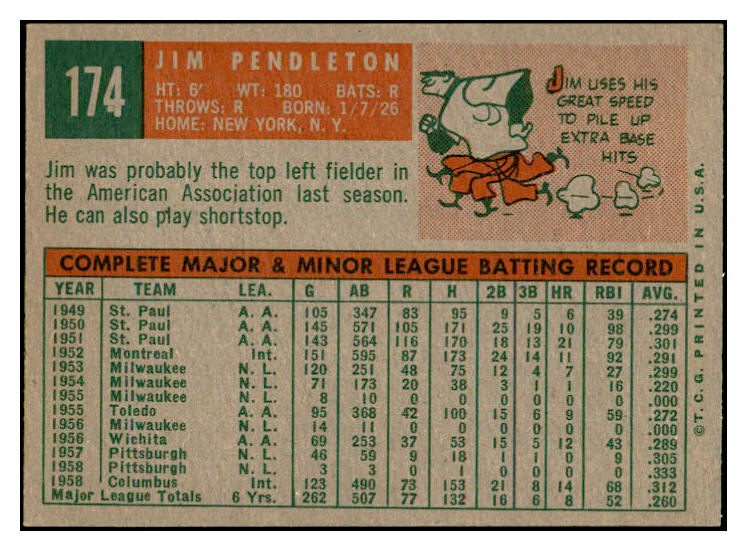 174
JIM PENDLETON
HT: 6' WT: 180 BATS: R
THROWS: R BORN: 1/7/26
HOME: NEW YORK, N. Y.
JIM USES HIS
GREAT SPEED
TO PILE UP
EXTRA BASE
HITS
Jim was probably the top left fielder in
the American Association last season.
He can also play shortstop.
COMPLETE MAJOR & MINOR LEAGUE BATTING RECORD
YEAR TEAM LEA. G AB R H 2B 3B HR RBI AVG.
1949 St. Paul A. A. 105 347 83 95 9 5 6 39 .274
1950 St. Paul A. A. 145 571 105 171 25 19 10 98 .299
1951 St. Paul A. A. 143 564 116 170 18 13 21 79 .301
1952 Montreal Int. 151 595 87 173 24 14 11 92 .291
1953 Milwaukee N. L. 120 251 48 75 12 4 7 27 .299
1954 Milwaukee N. L. 71 173 20 38 3 1 1 16 .220
1955 Milwaukee N. L. 8 10 0 0 0 0 0 0 .000
1955 Toledo A. A. 95 368 42 100 15 6 9 59 .272
1956 Milwaukee N. L. 14 11 0 0 0 0 0 0 .000
1956 Wichita A. A. 69 253 37 53 15 5 12 43 .289
1957 Pittsburgh N. L. 46 59 9 18 1 1 0 9 .305
1958 Pittsburgh N. L. 3 3 0 1 0 0 0 0 .333
1958 Columbus Int. 123 490 73 153 21 8 14 68 .312
Major League Totals 6 Yrs. 262 507 77 132 16 6 8 52 .260
©T. C. G. PRINTED IN U.S.A.